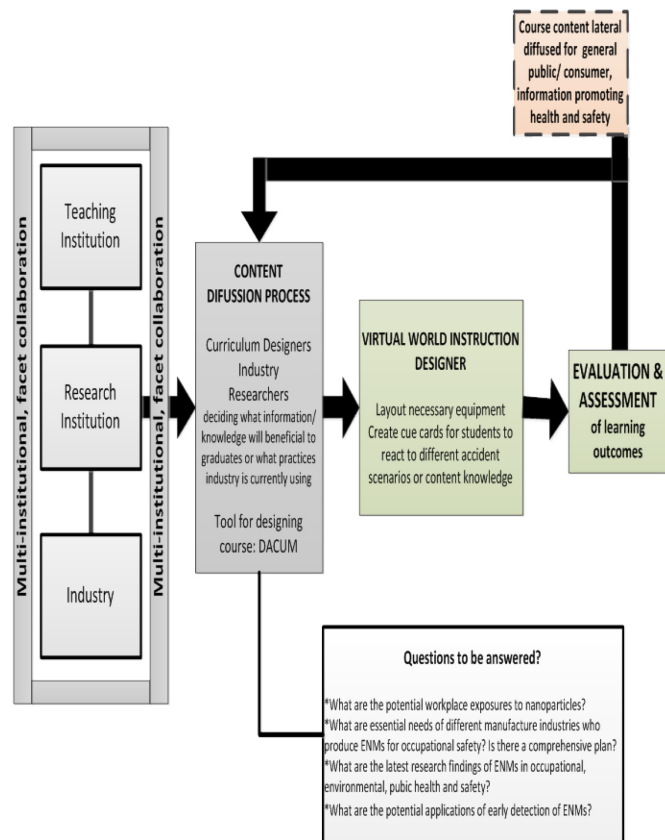 Course content lateral
diffused for general
public/ consumer,
information promoting
health and safety
Multi-institutional, facet collaboration
Teaching
Institution
Research
Institution
Industry
Multi-institutional, facet collaboration
CONTENT
DIFUSSION PROCESS
Curriculum Designers
Industry
Researchers
deciding what information/
knowledge will beneficial to
graduates or what practices
industry is currently using
Tool for designing
course: DACUM
VIRTUAL WORLD INSTRUCTION
DESIGNER
Layout necessary equipment
Create cue cards for students to
react to different accident
scenarios or content knowledge
EVALUATION &
ASSESSMENT
of learning
outcomes
Questions to be answered?
*What are the potential workplace exposures to nanoparticles?
*What are essential needs of different manufacture industries who
produce ENMs for occupational safety? Is there a comprehensive plan?
*What are the latest research findings of ENMs in occupational,
environmental, pubic health and safety?
*What are the potential applications of early detection of ENMs?